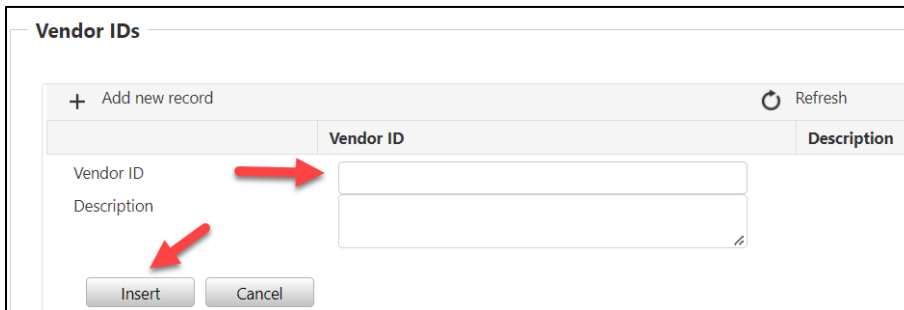 Vendor IDs
+ Add new record Refresh
Vendor ID Description
Vendor ID
Description
Insert Cancel